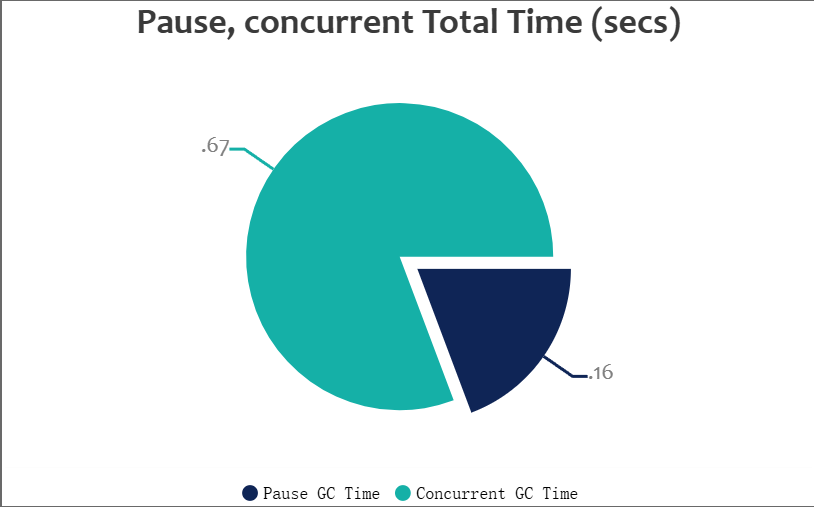 Pause, concurrent Total Time (secs)
.67
.16
Pause GC Time
Concurrent GC Time